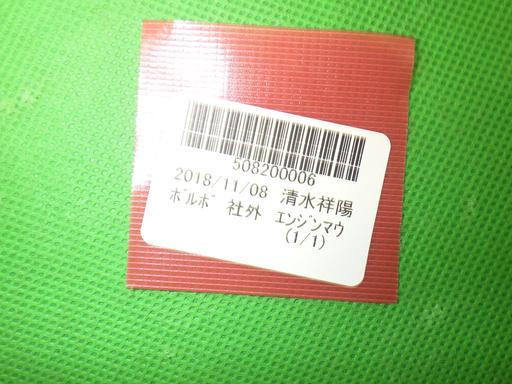 508200006
2018/11/08 清水祥陽
ﾎﾞﾙﾎﾞ 社外 ｴﾝｼﾞﾝﾏｳ
(1/1)